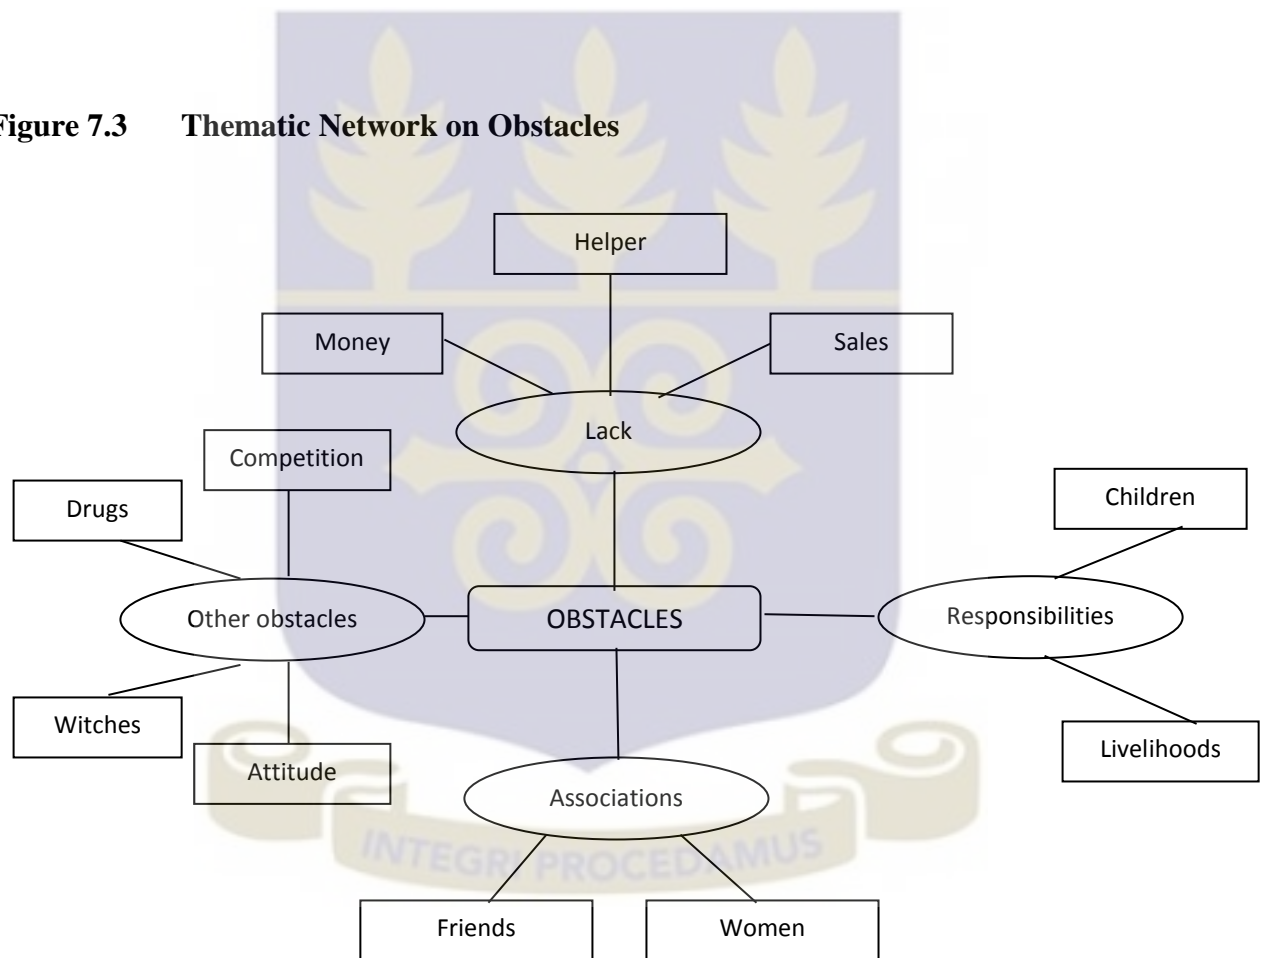 Figure 7.3 Thematic Network on Obstacles
Helper
Money
Sales
Lack
Competition
Children
Drugs
Other obstacles
OBSTACLES
Responsibilities
Witches
Attitude
Livelihoods
Associations
INTEGRI PROCEDAMUS
Friends
Women